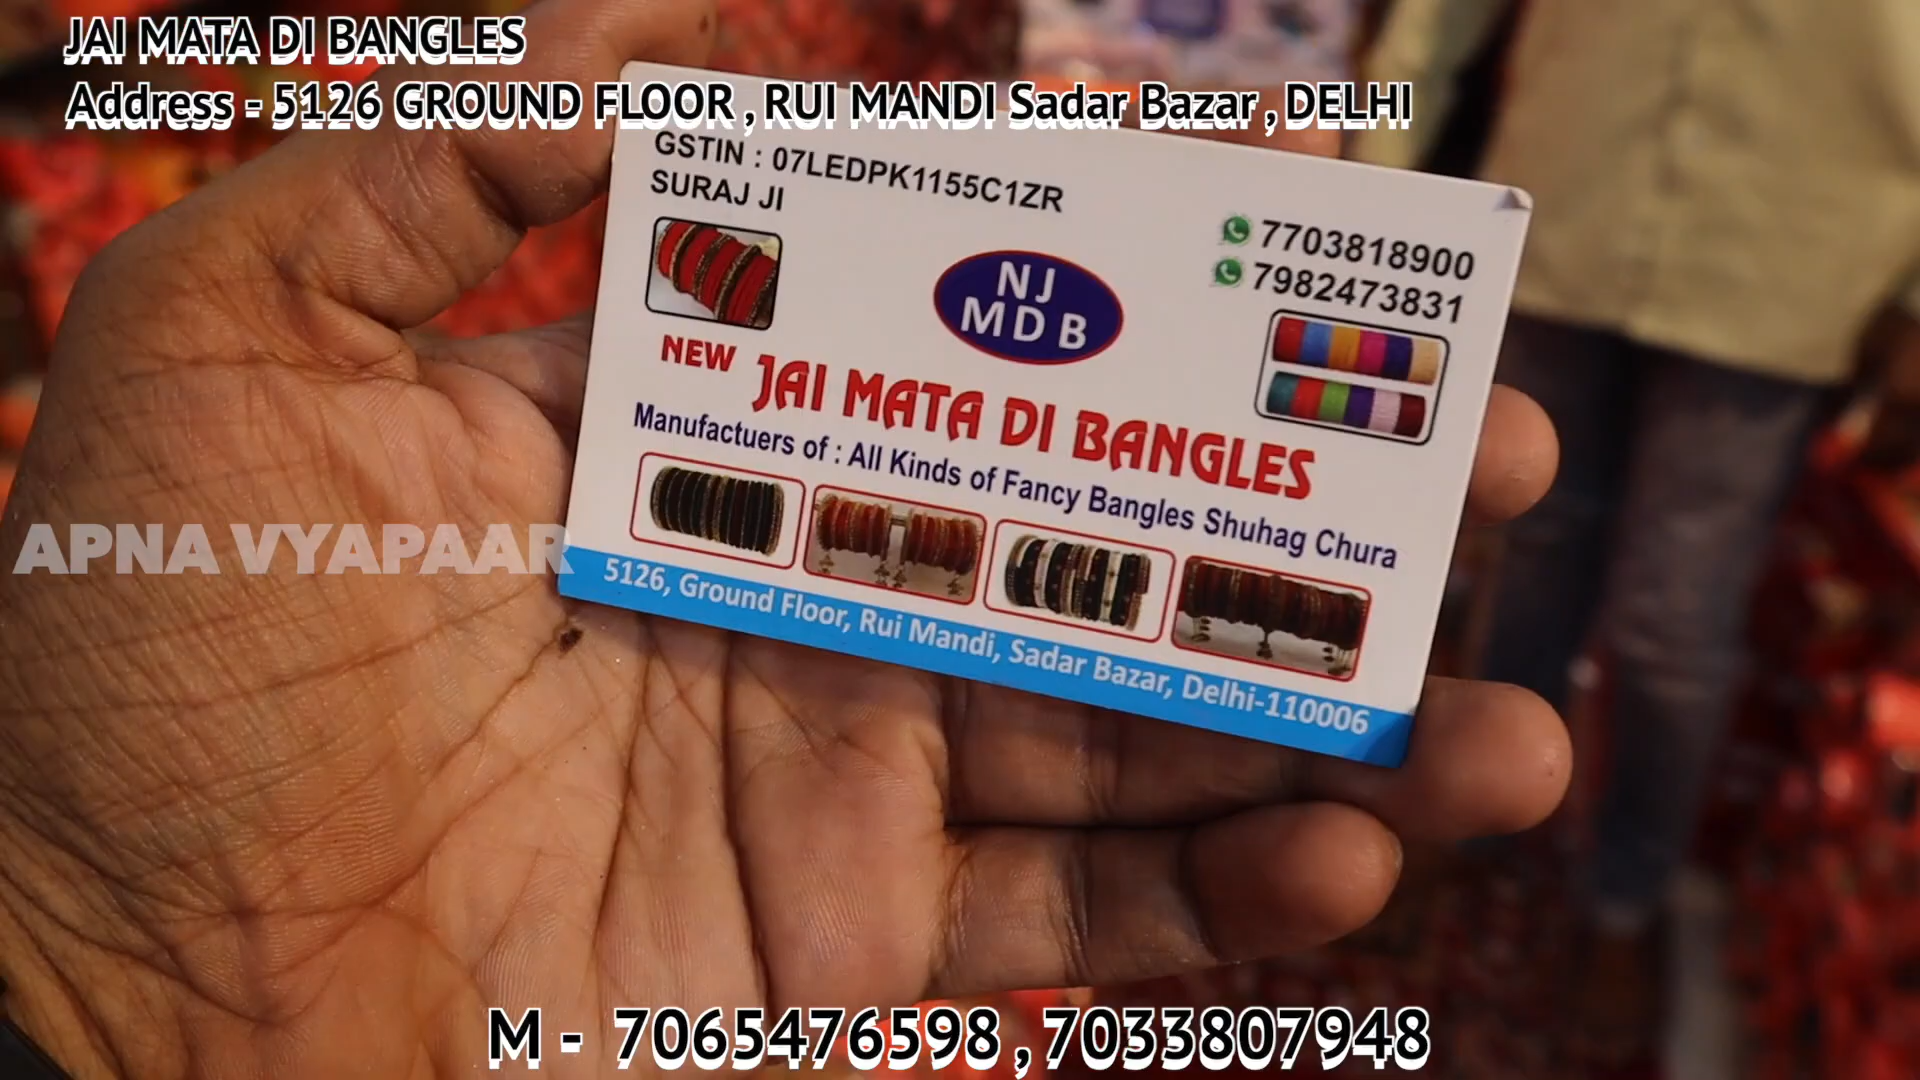 JAI MATA DI BANGLES
Address - 5126 GROUND FLOOR , RUI MANDI Sadar Bazar , DELHI
GSTIN : 07LEDPK1155C1ZR
SURAJ JI
7703818900
7982473831
NJ
MDB
NEW JAI MATA DI BANGLES
Manufactuers of : All Kinds of Fancy Bangles Shuhag Chura
5126, Ground Floor, Rui Mandi, Sadar Bazar, Delhi-110006
APNA VYAPAAR
M - 7065476598 , 7033807948